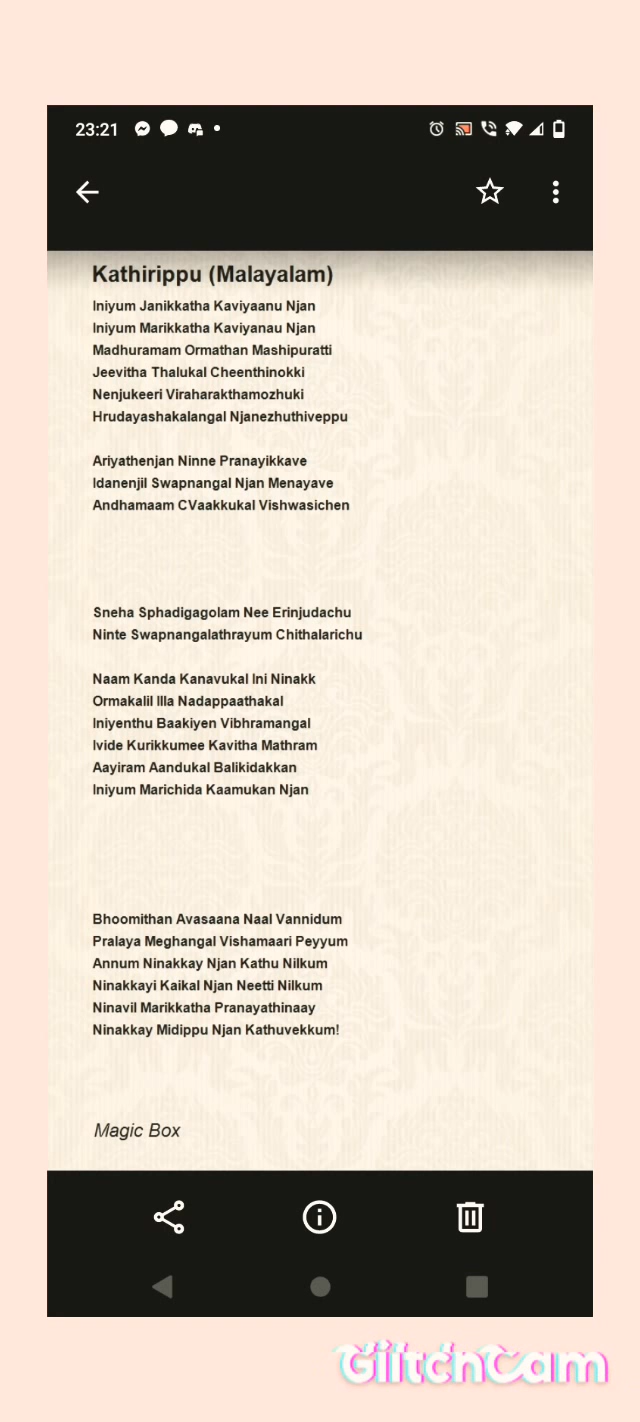 23:21
Kathirippu (Malayalam)
Iniyum Janikkatha Kaviyaanu Njan
Iniyum Marikkatha Kaviyanau Njan
Madhuramam Ormathan Mashipuratti
Jeevitha Thalukal Cheenthinokki
Nenjukeeri Viraharakthamozhuki
Hrudayashakalangal Njanezhuthiveppu
Ariyathenjan Ninne Pranayikkave
Idanenjil Swapnangal Njan Menayave
Andhamaam CVaakkukal Vishwasichen
Sneha Sphadigagolam Nee Erinjudachu
Ninte Swapnangalathrayum Chithalarichu
Naam Kanda Kanavukal Ini Ninakk
Ormakalil Illa Nadappaathakal
Iniyenthu Baakiyen Vibhramangal
Ivide Kurikkumee Kavitha Mathram
Aayiram Aandukal Balikidakkan
Iniyum Marichida Kaamukan Njan
Bhoomithan Avasaana Naal Vannidum
Pralaya Meghangal Vishamaari Peyyum
Annum Ninakkay Njan Kathu Nilkum
Ninakkayi Kaikal Njan Neetti Nilkum
Ninavil Marikkatha Pranayathinaay
Ninakkay Midippu Njan Kathuvekkum!
Magic Box
GlitchCam